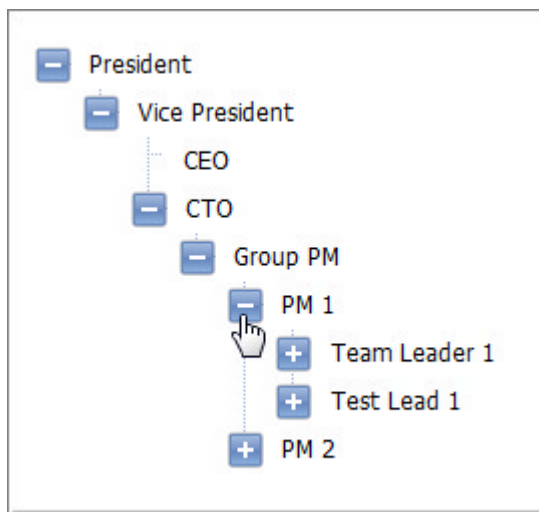 President
Vice President
CEO
CTO
Group PM
PM 1
Team Leader 1
Test Lead 1
PM 2